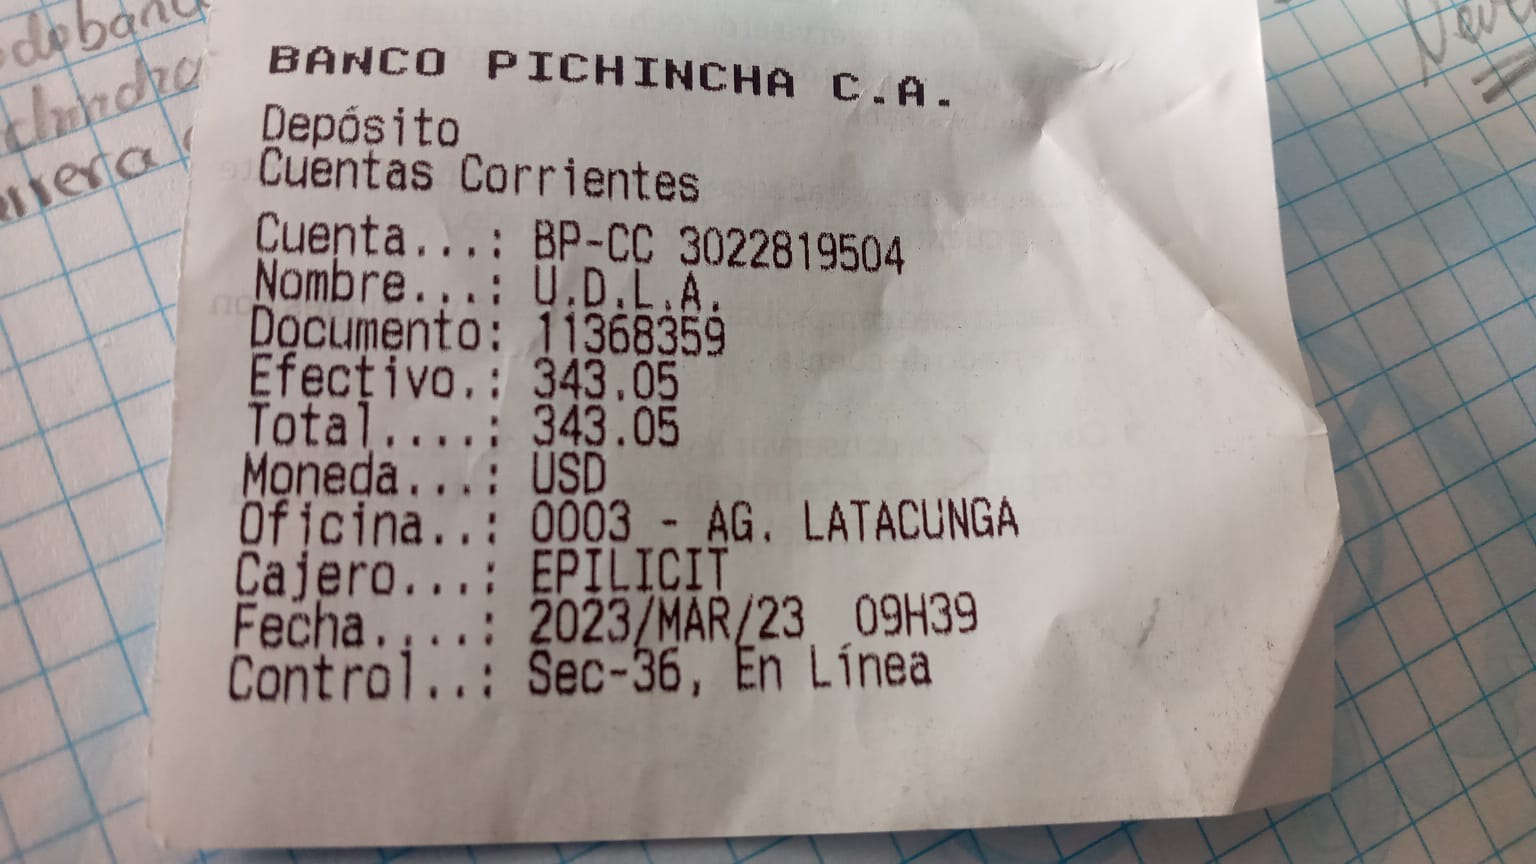 BANCO PICHINCHA C.A.
Depósito
Cuentas Corrientes
Cuenta...: BP-CC 3022819504
Nombre...: U.D.L.A.
Documento: 11368359
Efectivo.: 343.05
Total....: 343.05
Moneda...: USD
Oficina..: 0003 - AG. LATACUNGA
Cajero...: EPILICIT
Fecha....: 2023/MAR/23 09H39
Control..: Sec-36, En Línea